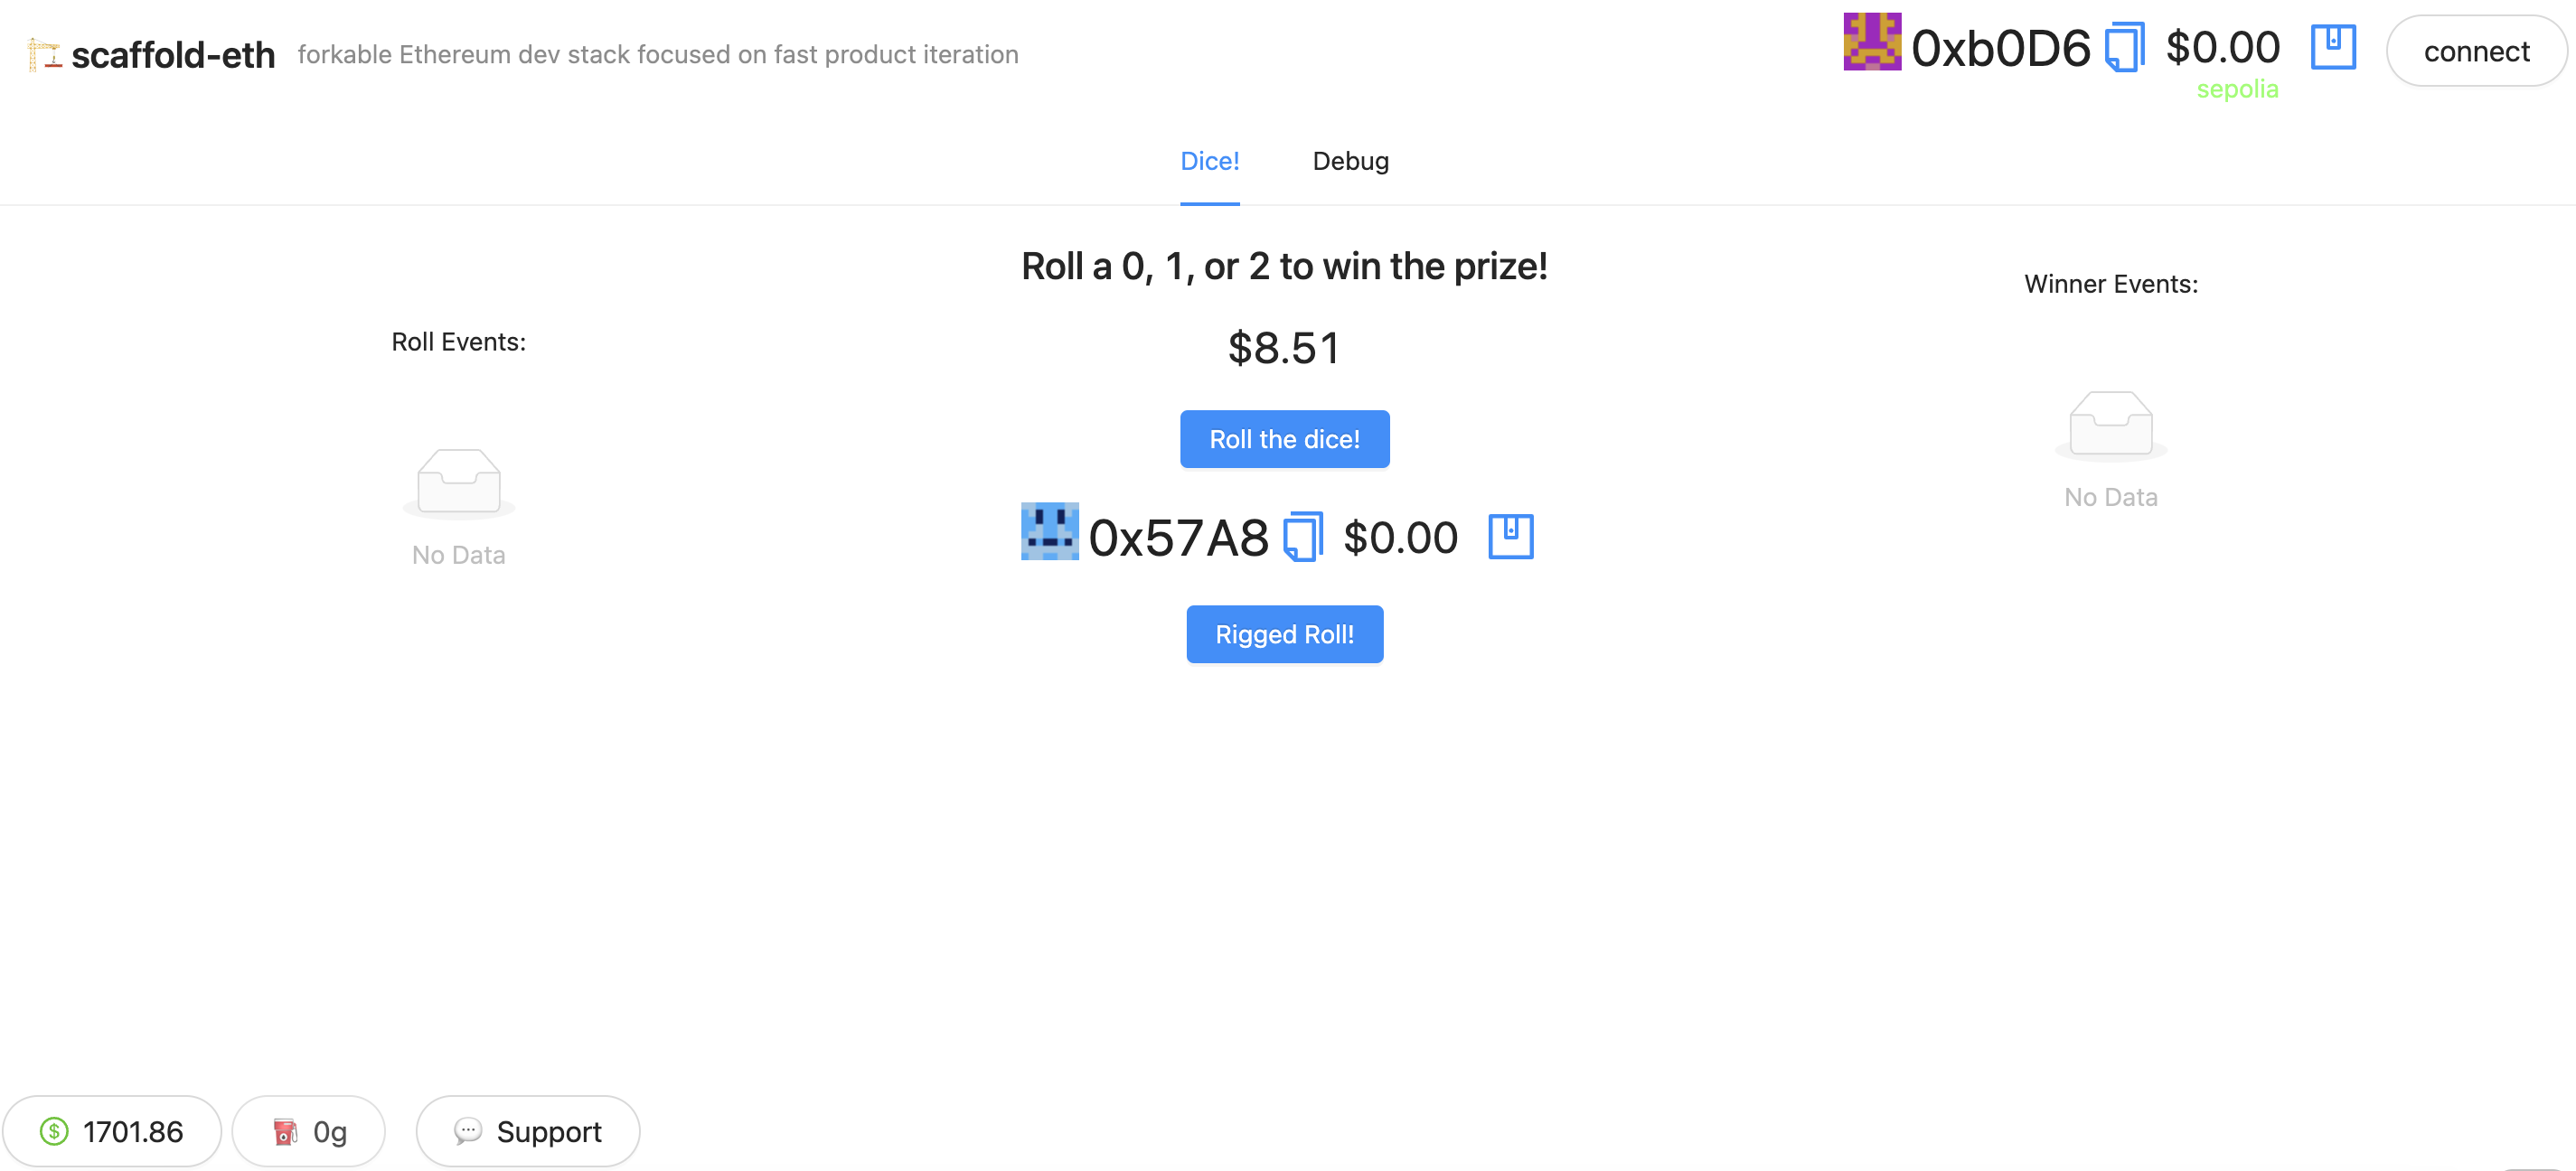 scaffold-eth forkable Ethereum dev stack focused on fast product iteration
0xb0D6 $0.00 connect
sepolia
Dice! Debug
Roll a 0, 1, or 2 to win the prize!
$8.51
Roll the dice!
0x57A8 $0.00
Rigged Roll!
Roll Events:
No Data
Winner Events:
No Data
1701.86 0g Support